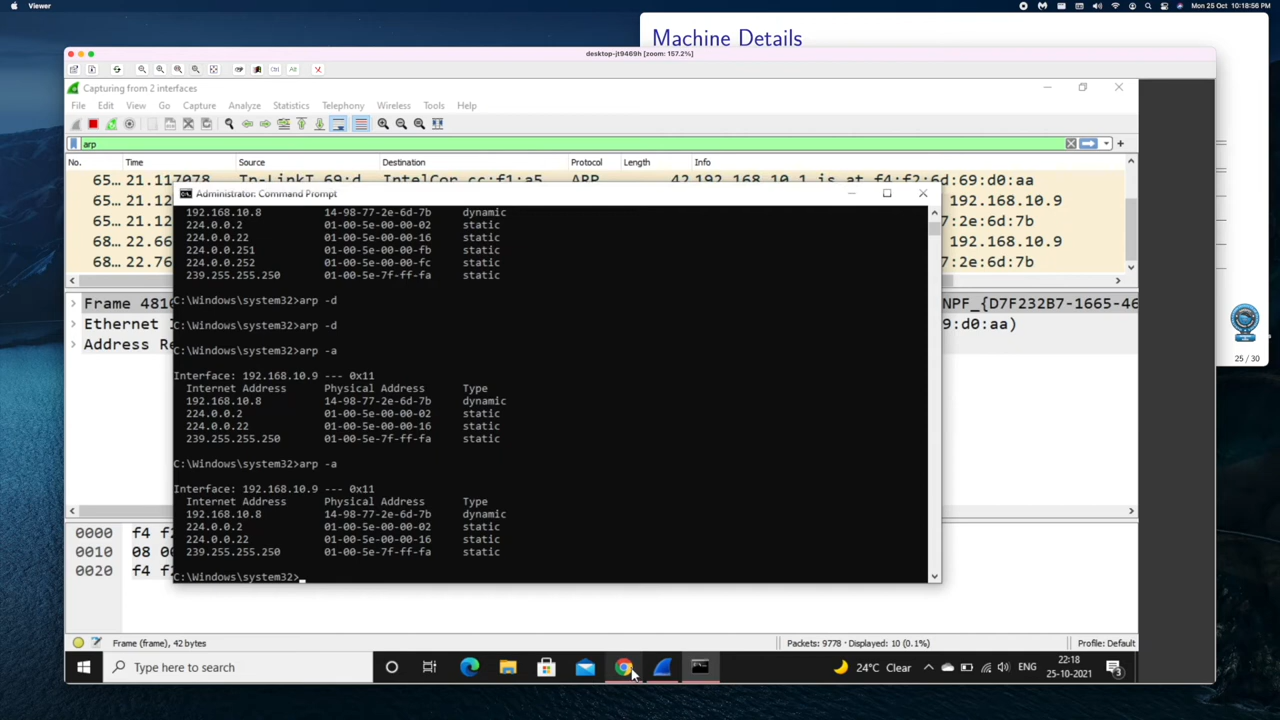 Viewer
Mon 25 Oct 10:18:56 PM
Machine Details
desktop-jt9469h [zoom: 157.2%]
Capturing from 2 interfaces
File Edit View Go Capture Analyze Statistics Telephony Wireless Tools Help
arp
No. Time Source Destination Protocol Length Info
65… 21.117078 Tp-LinkT_69:d… IntelCor_cc:f1:a5 ARP 42 192.168.10.1 is at f4:f2:6d:69:d0:aa
65… 21.12 192.168.10.9
65… 21.12 2e:6d:7b
68… 22.66 192.168.10.9
68… 22.76 2e:6d:7b
Administrator: Command Prompt
192.168.10.8 14-98-77-2e-6d-7b dynamic
224.0.0.2 01-00-5e-00-00-02 static
224.0.0.22 01-00-5e-00-00-16 static
224.0.0.251 01-00-5e-00-00-fb static
224.0.0.252 01-00-5e-00-00-fc static
239.255.255.250 01-00-5e-7f-ff-fa static
C:\Windows\system32>arp -d
C:\Windows\system32>arp -d
C:\Windows\system32>arp -a
Interface: 192.168.10.9 --- 0x11
Internet Address Physical Address Type
192.168.10.8 14-98-77-2e-6d-7b dynamic
224.0.0.2 01-00-5e-00-00-02 static
224.0.0.22 01-00-5e-00-00-16 static
239.255.255.250 01-00-5e-7f-ff-fa static
C:\Windows\system32>arp -a
Interface: 192.168.10.9 --- 0x11
Internet Address Physical Address Type
192.168.10.8 14-98-77-2e-6d-7b dynamic
224.0.0.2 01-00-5e-00-00-02 static
224.0.0.22 01-00-5e-00-00-16 static
239.255.255.250 01-00-5e-7f-ff-fa static
C:\Windows\system32>
Frame 4810 NPF_{D7F232B7-1665-46
Ethernet I :d0:aa)
Address Re
25 / 30
0000 f4 f2
0010 08 00
0020 f4 f2
Frame (frame), 42 bytes
Packets: 9778 · Displayed: 10 (0.1%)
Profile: Default
Type here to search
24°C Clear
ENG
22:18
25-10-2021
3